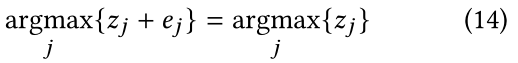 argmax{z_j + e_j} = argmax{z_j} (14)
j j